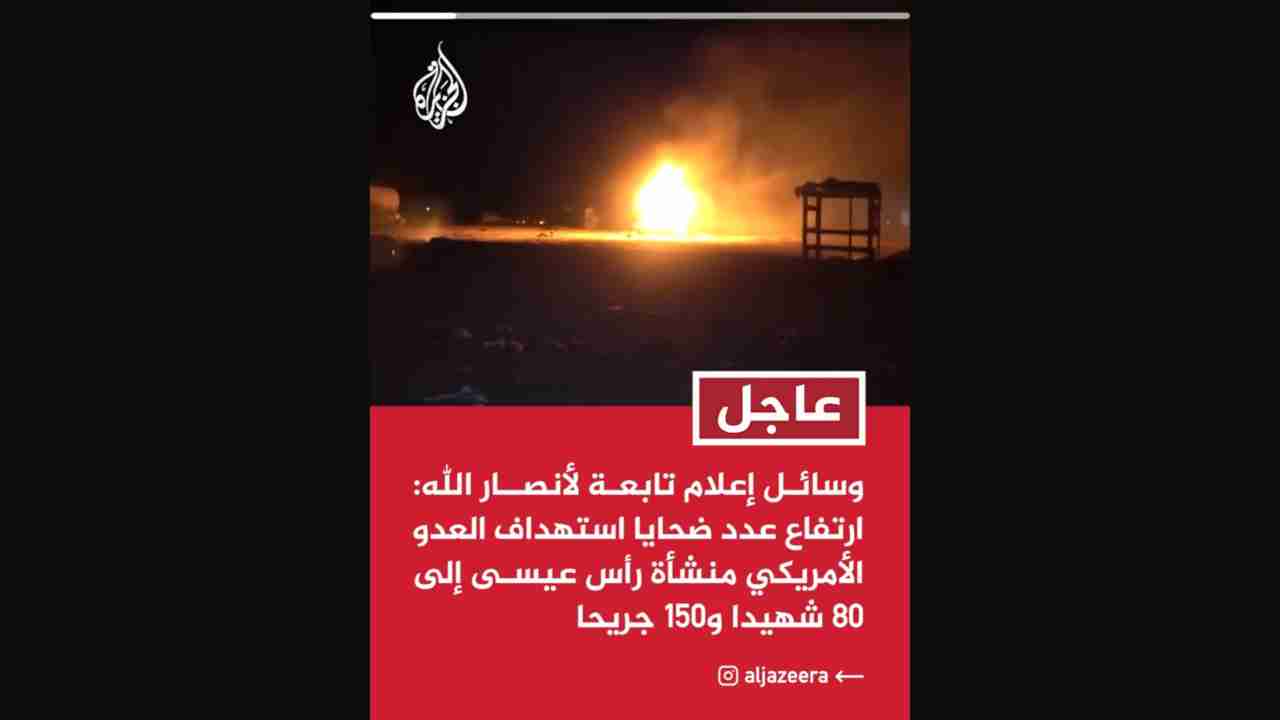 الجزيرة
عاجل
وسائل إعلام تابعة لأنصار الله:
ارتفاع عدد ضحايا استهداف العدو
الأمريكي منشأة رأس عيسى إلى
80 شهيدا و150 جريحا
aljazeera